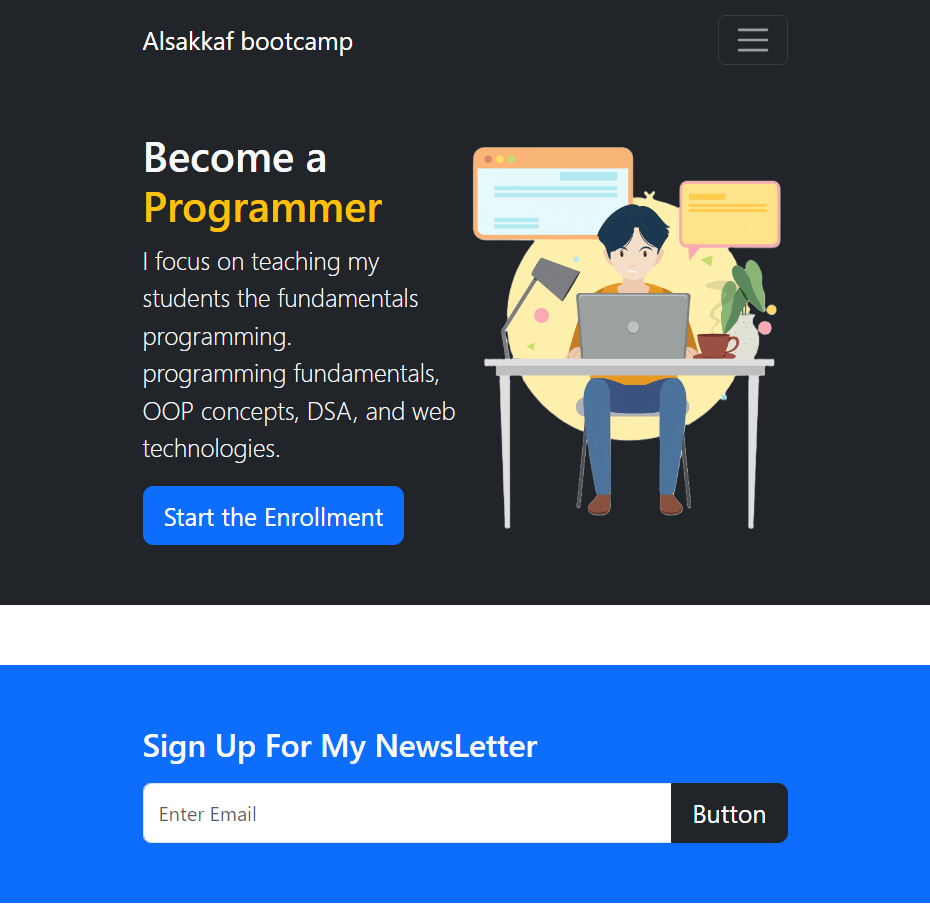 Alsakkaf bootcamp
Become a
Programmer
I focus on teaching my
students the fundamentals
programming.
programming fundamentals,
OOP concepts, DSA, and web
technologies.
Start the Enrollment
Sign Up For My NewsLetter
Enter Email
Button